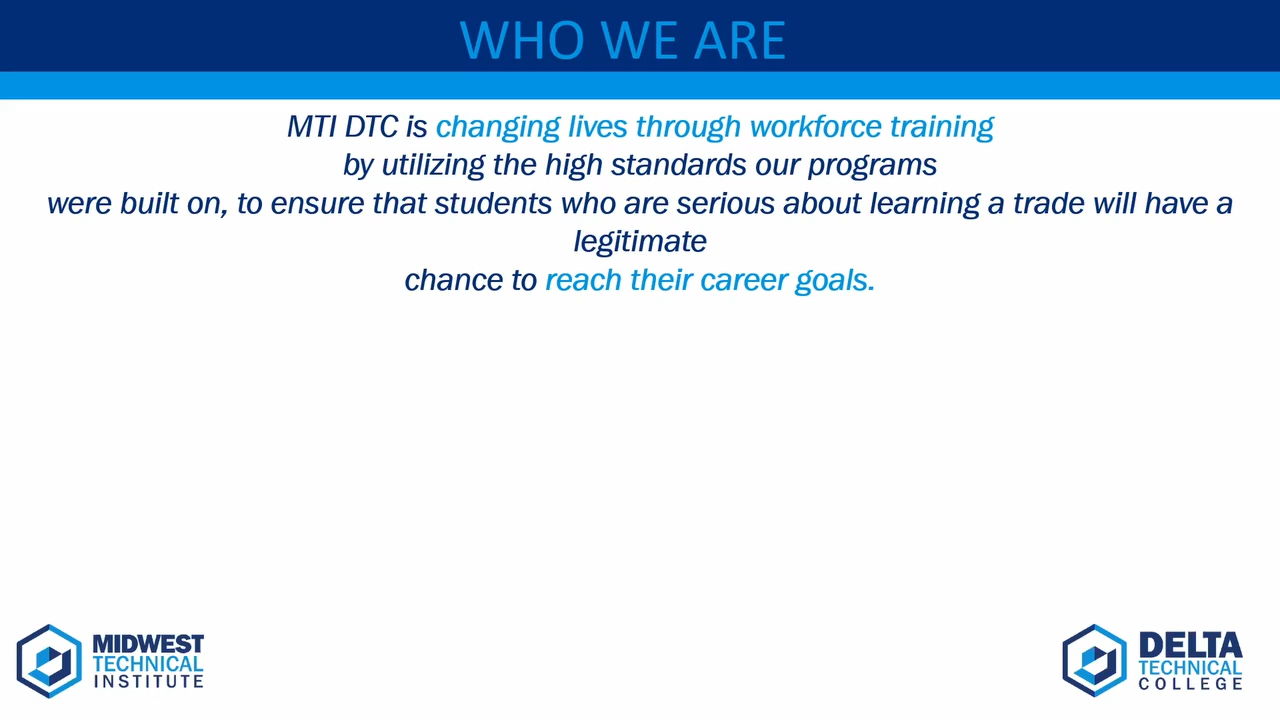 WHO WE ARE
MTI DTC is changing lives through workforce training
by utilizing the high standards our programs
were built on, to ensure that students who are serious about learning a trade will have a
legitimate
chance to reach their career goals.
MIDWEST
TECHNICAL
INSTITUTE
DELTA
TECHNICAL
COLLEGE